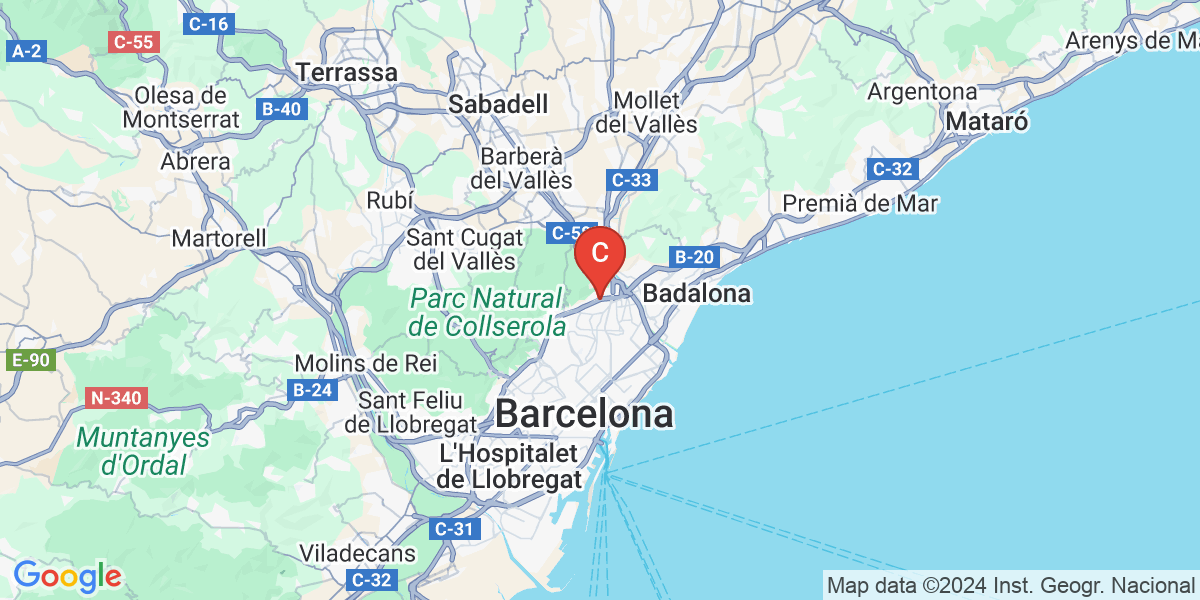 C-16
C-55
A-2
Arenys de Ma
Terrassa
Olesa de
Montserrat
B-40
Sabadell
Mollet
del Vallès
Argentona
Mataró
Abrera
Barberà
del Vallès
C-33
C-32
Rubí
Premià de Mar
Martorell
Sant Cugat
del Vallès
C-58
C
B-20
Parc Natural
de Collserola
Badalona
E-90
Molins de Rei
B-24
N-340
Sant Feliu
de Llobregat
Barcelona
Muntanyes
d'Ordal
L'Hospitalet
de Llobregat
C-31
Viladecans
C-32
Google
Map data ©2024 Inst. Geogr. Nacional